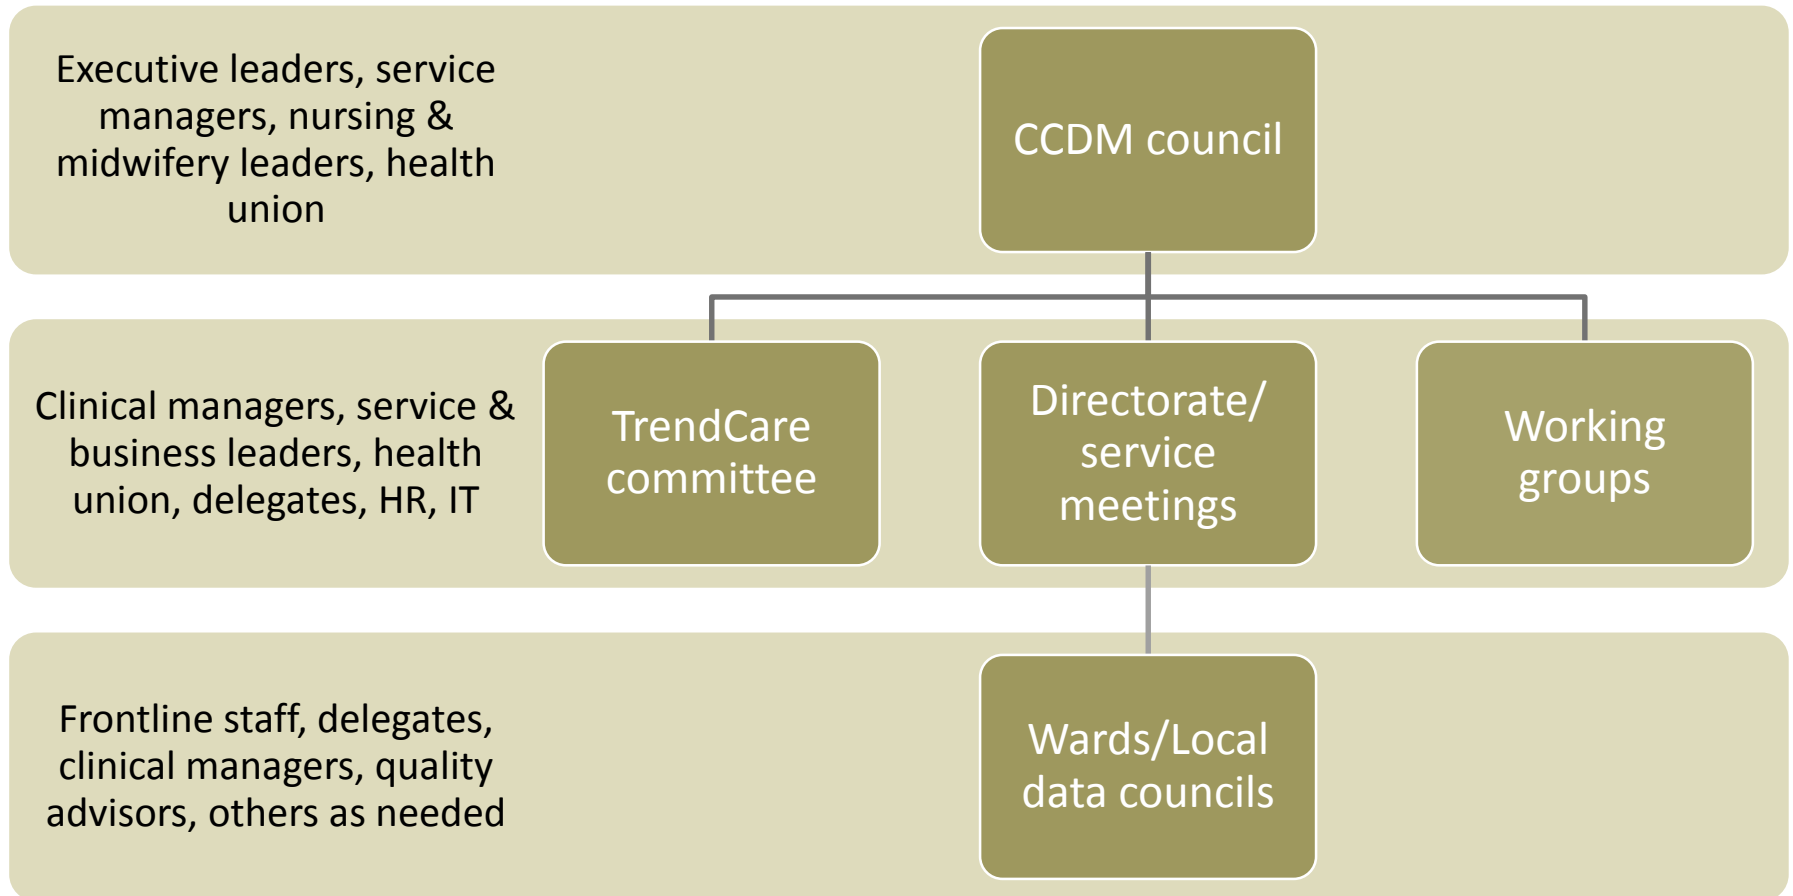 Executive leaders, service
managers, nursing &
midwifery leaders, health
union
CCDM council
Clinical managers, service &
business leaders, health
union, delegates, HR, IT
TrendCare
committee
Directorate/
service
meetings
Working
groups
Frontline staff, delegates,
clinical managers, quality
advisors, others as needed
Wards/Local
data councils